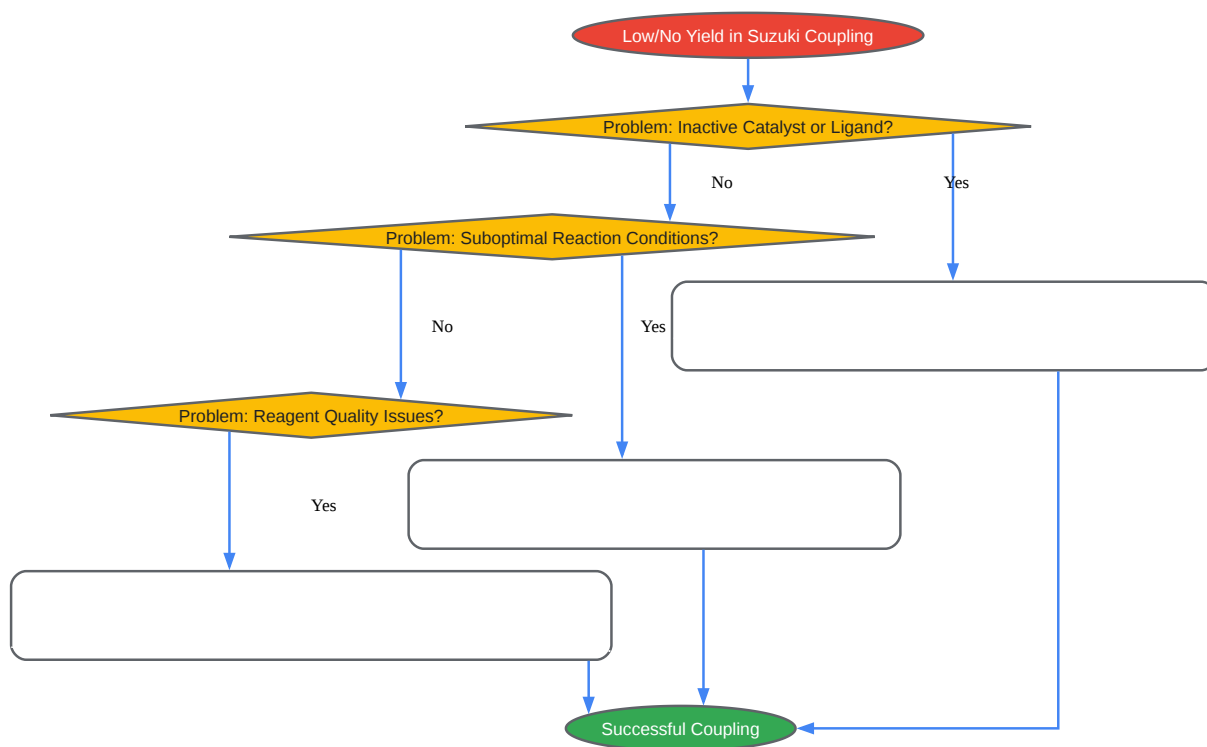 Low/No Yield in Suzuki Coupling
Problem: Inactive Catalyst or Ligand?
No
Yes
Problem: Suboptimal Reaction Conditions?
No
Yes
Problem: Reagent Quality Issues?
Yes
Successful Coupling